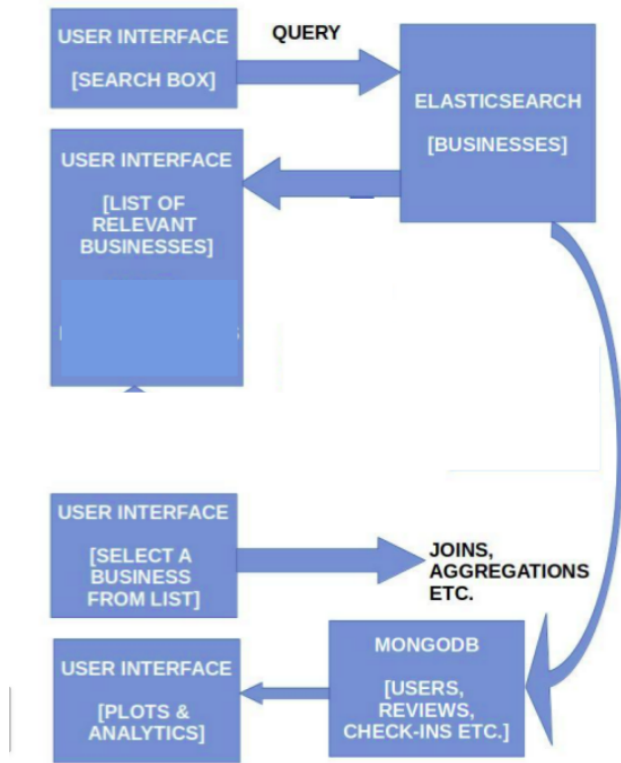 USER INTERFACE
[SEARCH BOX]
QUERY
ELASTICSEARCH
[BUSINESSES]
USER INTERFACE
[LIST OF
RELEVANT
BUSINESSES]
USER INTERFACE
[SELECT A
BUSINESS
FROM LIST]
JOINS,
AGGREGATIONS
ETC.
MONGODB
[USERS,
REVIEWS,
CHECK-INS ETC.]
USER INTERFACE
[PLOTS &
ANALYTICS]